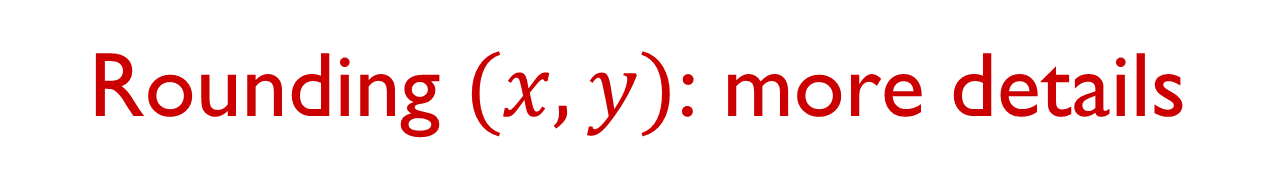 Rounding (x, y): more details